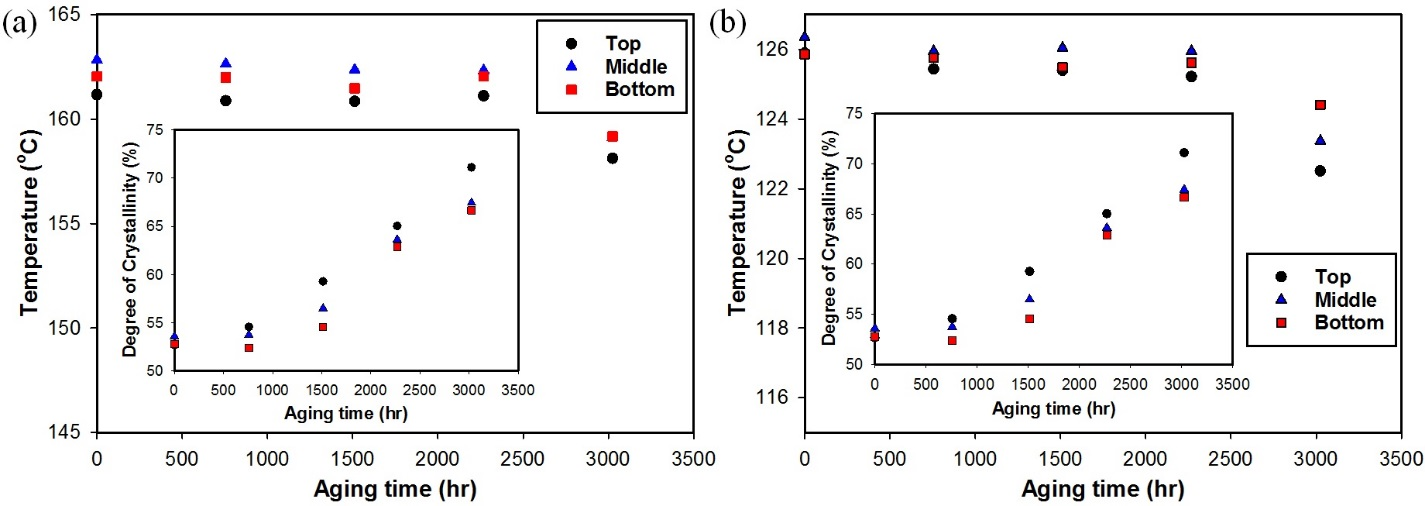 (a)
Temperature (°C)
165
160
155
150
145
Top
Middle
Bottom
Degree of Crystallinity (%)
75
70
65
60
55
50
0 500 1000 1500 2000 2500 3000 3500
Aging time (hr)
0 500 1000 1500 2000 2500 3000 3500
Aging time (hr)
(b)
Temperature (°C)
126
124
122
120
118
116
Degree of Crystallinity (%)
75
70
65
60
55
50
0 500 1000 1500 2000 2500 3000 3500
Aging time (hr)
Top
Middle
Bottom
0 500 1000 1500 2000 2500 3000 3500
Aging time (hr)